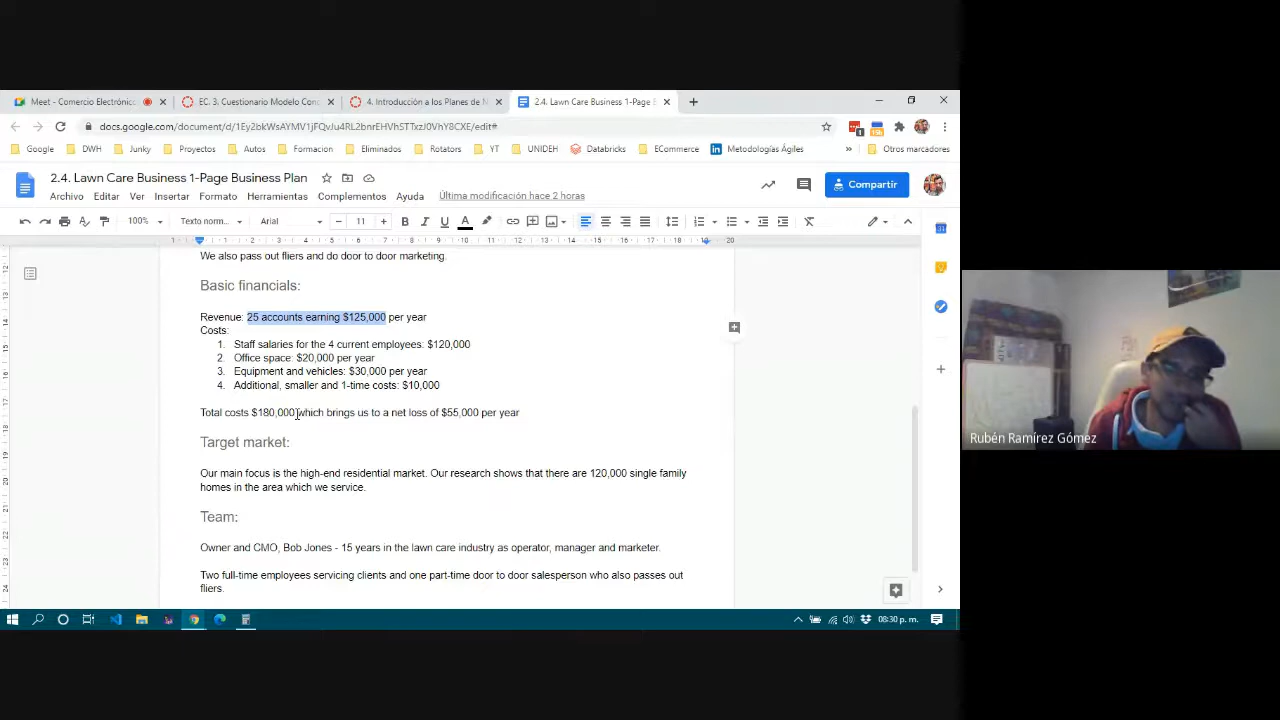 Meet - Comercio Electrónic
EC. 3. Cuestionario Modelo Con
4. Introducción a los Planes de N
2.4. Lawn Care Business 1-Page E
docs.google.com/document/d/1Ey2bkWsAYMV1jFQvJu4RL2bnrEHVhSTTxzJ0VhY8CXE/edit#
Google
DWH
Junky
Proyectos
Autos
Formacion
Eliminados
Rotators
YT
UNIDEH
Databricks
ECommerce
Metodologías Ágiles
»
Otros marcadores
2.4. Lawn Care Business 1-Page Business Plan
Archivo Editar Ver Insertar Formato Herramientas Complementos Ayuda Última modificación hace 2 horas
Compartir
100% Texto norm... Arial 11
We also pass out fliers and do door to door marketing.
Basic financials:
Revenue: 25 accounts earning $125,000 per year
Costs:
1. Staff salaries for the 4 current employees: $120,000
2. Office space: $20,000 per year
3. Equipment and vehicles: $30,000 per year
4. Additional, smaller and 1-time costs: $10,000
Total costs $180,000 which brings us to a net loss of $55,000 per year
Target market:
Our main focus is the high-end residential market. Our research shows that there are 120,000 single family
homes in the area which we service.
Team:
Owner and CMO, Bob Jones - 15 years in the lawn care industry as operator, manager and marketer.
Two full-time employees servicing clients and one part-time door to door salesperson who also passes out
fliers.
08:30 p. m.
Rubén Ramírez Gómez